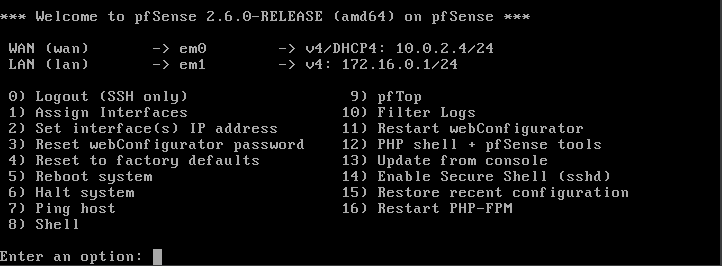 *** Welcome to pfSense 2.6.0-RELEASE (amd64) on pfSense ***
WAN (wan) -> em0 -> v4/DHCP4: 10.0.2.4/24
LAN (lan) -> em1 -> v4: 172.16.0.1/24
0) Logout (SSH only) 9) pfTop
1) Assign Interfaces 10) Filter Logs
2) Set interface(s) IP address 11) Restart webConfigurator
3) Reset webConfigurator password 12) PHP shell + pfSense tools
4) Reset to factory defaults 13) Update from console
5) Reboot system 14) Enable Secure Shell (sshd)
6) Halt system 15) Restore recent configuration
7) Ping host 16) Restart PHP-FPM
8) Shell
Enter an option: